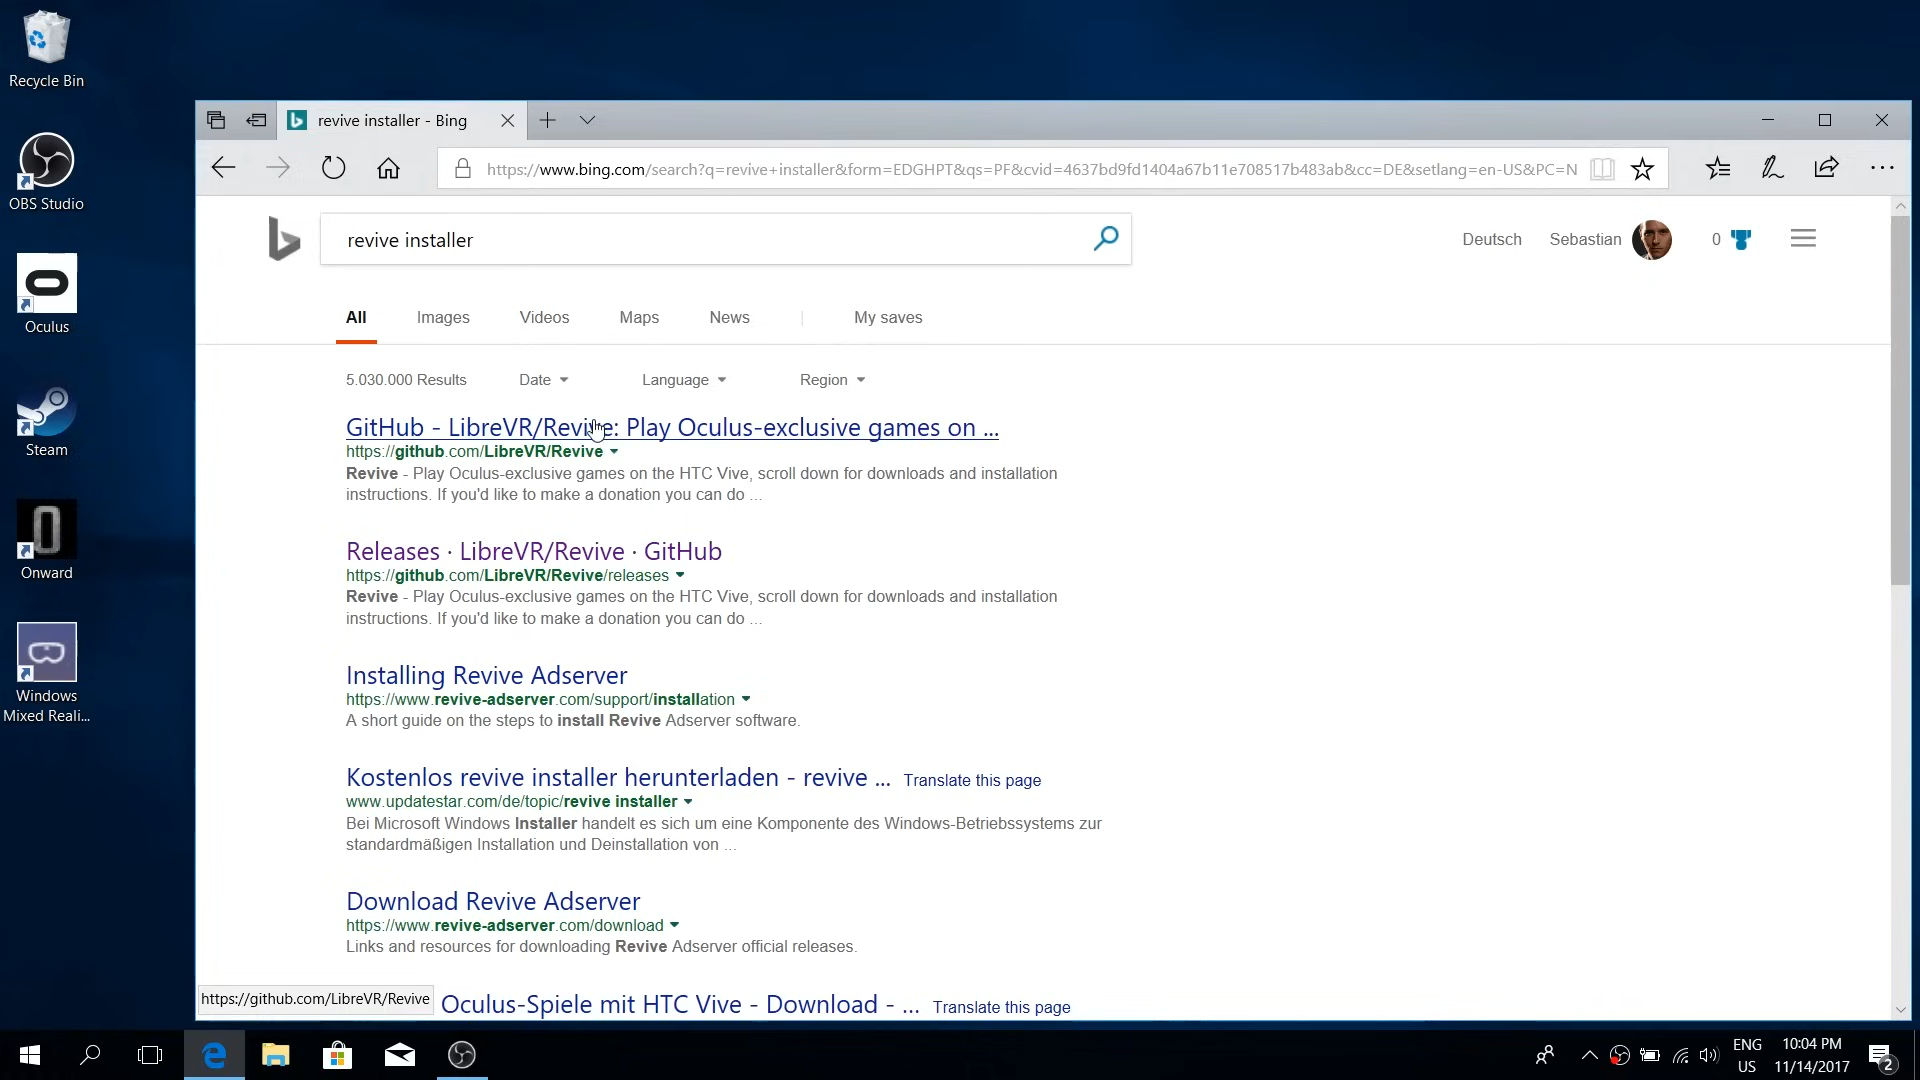 Recycle Bin
OBS Studio
Oculus
Steam
Onward
Windows
Mixed Reali...
revive installer - Bing
https://www.bing.com/search?q=revive+installer&form=EDGHPT&qs=PF&cvid=4637bd9fd1404a67b11e708517b483ab&cc=DE&setlang=en-US&PC=N
revive installer
Deutsch Sebastian 0
All Images Videos Maps News | My saves
5.030.000 Results Date Language Region
GitHub - LibreVR/Revive: Play Oculus-exclusive games on ...
https://github.com/LibreVR/Revive
Revive - Play Oculus-exclusive games on the HTC Vive, scroll down for downloads and installation
instructions. If you'd like to make a donation you can do ...
Releases · LibreVR/Revive · GitHub
https://github.com/LibreVR/Revive/releases
Revive - Play Oculus-exclusive games on the HTC Vive, scroll down for downloads and installation
instructions. If you'd like to make a donation you can do ...
Installing Revive Adserver
https://www.revive-adserver.com/support/installation
A short guide on the steps to install Revive Adserver software.
Kostenlos revive installer herunterladen - revive ... Translate this page
www.updatestar.com/de/topic/revive installer
Bei Microsoft Windows Installer handelt es sich um eine Komponente des Windows-Betriebssystems zur
standardmäßigen Installation und Deinstallation von ...
Download Revive Adserver
https://www.revive-adserver.com/download
Links and resources for downloading Revive Adserver official releases.
Oculus-Spiele mit HTC Vive - Download - ... Translate this page
https://github.com/LibreVR/Revive
ENG
US
10:04 PM
11/14/2017
2